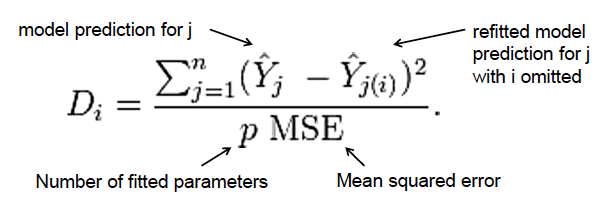 model prediction for j
refitted model
prediction for j
with i omitted
D_i = \frac{\sum_{j=1}^{n} (\hat{Y}_j - \hat{Y}_{j(i)})^2}{p \text{ MSE}}.
Number of fitted parameters
Mean squared error